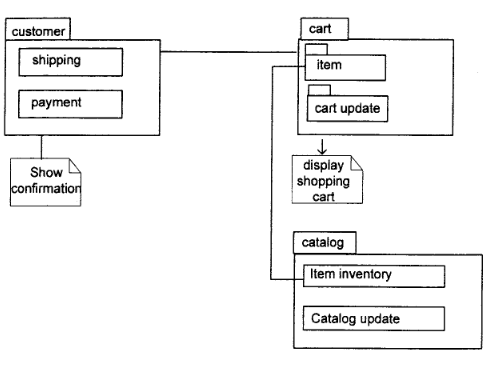 customer
shipping
payment
Show
confirmation
cart
item
cart update
display
shopping
cart
catalog
Item inventory
Catalog update